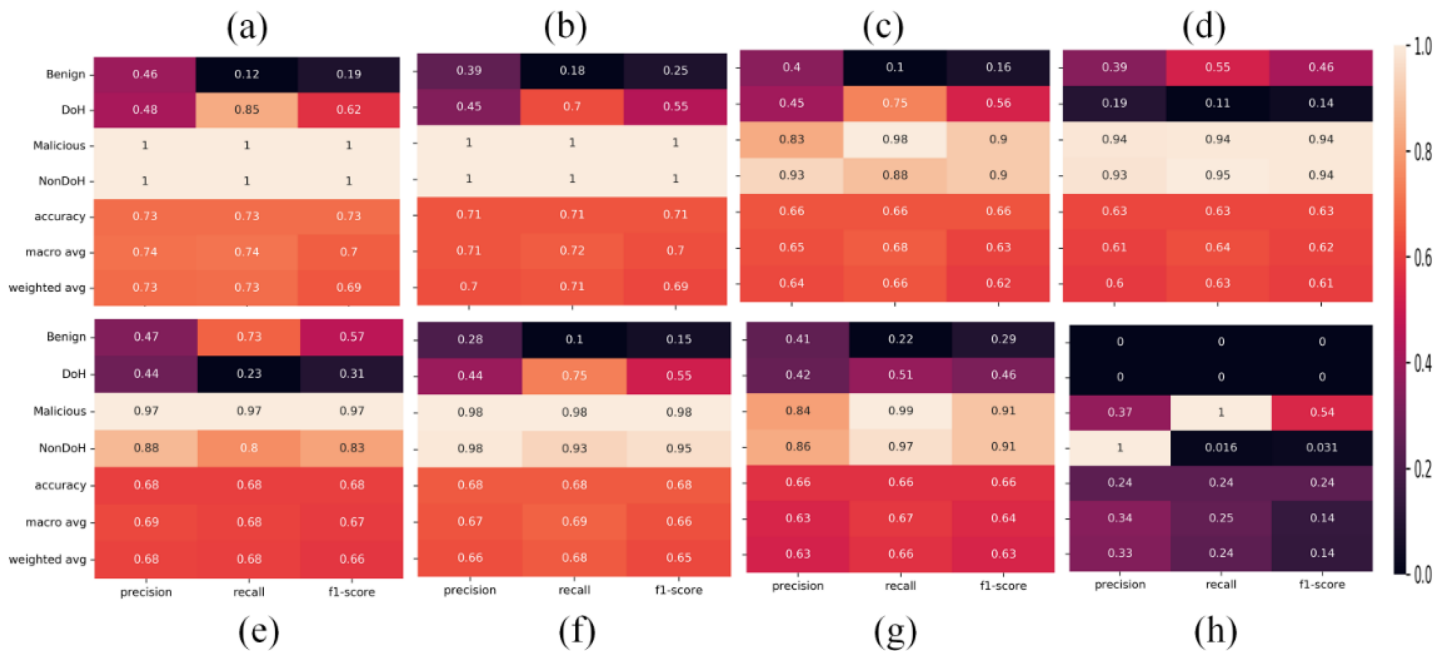 (a) (b) (c) (d)
Benign 0.46 0.12 0.19 0.39 0.18 0.25 0.4 0.1 0.16 0.39 0.55 0.46 1.0
DoH 0.48 0.85 0.62 0.45 0.7 0.55 0.45 0.75 0.56 0.19 0.11 0.14
Malicious 1 1 1 1 1 1 0.83 0.98 0.9 0.94 0.94 0.94
NonDoH 1 1 1 1 1 1 0.93 0.88 0.9 0.93 0.95 0.94 0.8
accuracy 0.73 0.73 0.73 0.71 0.71 0.71 0.66 0.66 0.66 0.63 0.63 0.63
macro avg 0.74 0.74 0.7 0.71 0.72 0.7 0.65 0.68 0.63 0.61 0.64 0.62 0.6
weighted avg 0.73 0.73 0.69 0.7 0.71 0.69 0.64 0.66 0.62 0.6 0.63 0.61
Benign 0.47 0.73 0.57 0.28 0.1 0.15 0.41 0.22 0.29 0 0 0
DoH 0.44 0.23 0.31 0.44 0.75 0.55 0.42 0.51 0.46 0 0 0 0.4
Malicious 0.97 0.97 0.97 0.98 0.98 0.98 0.84 0.99 0.91 0.37 1 0.54
NonDoH 0.88 0.8 0.83 0.98 0.93 0.95 0.86 0.97 0.91 1 0.016 0.031
accuracy 0.68 0.68 0.68 0.68 0.68 0.68 0.66 0.66 0.66 0.24 0.24 0.24 0.2
macro avg 0.69 0.68 0.67 0.67 0.69 0.66 0.63 0.67 0.64 0.34 0.25 0.14
weighted avg 0.68 0.68 0.66 0.66 0.68 0.65 0.63 0.66 0.63 0.33 0.24 0.14 0.0
precision recall f1-score precision recall f1-score precision recall f1-score precision recall f1-score
(e) (f) (g) (h)